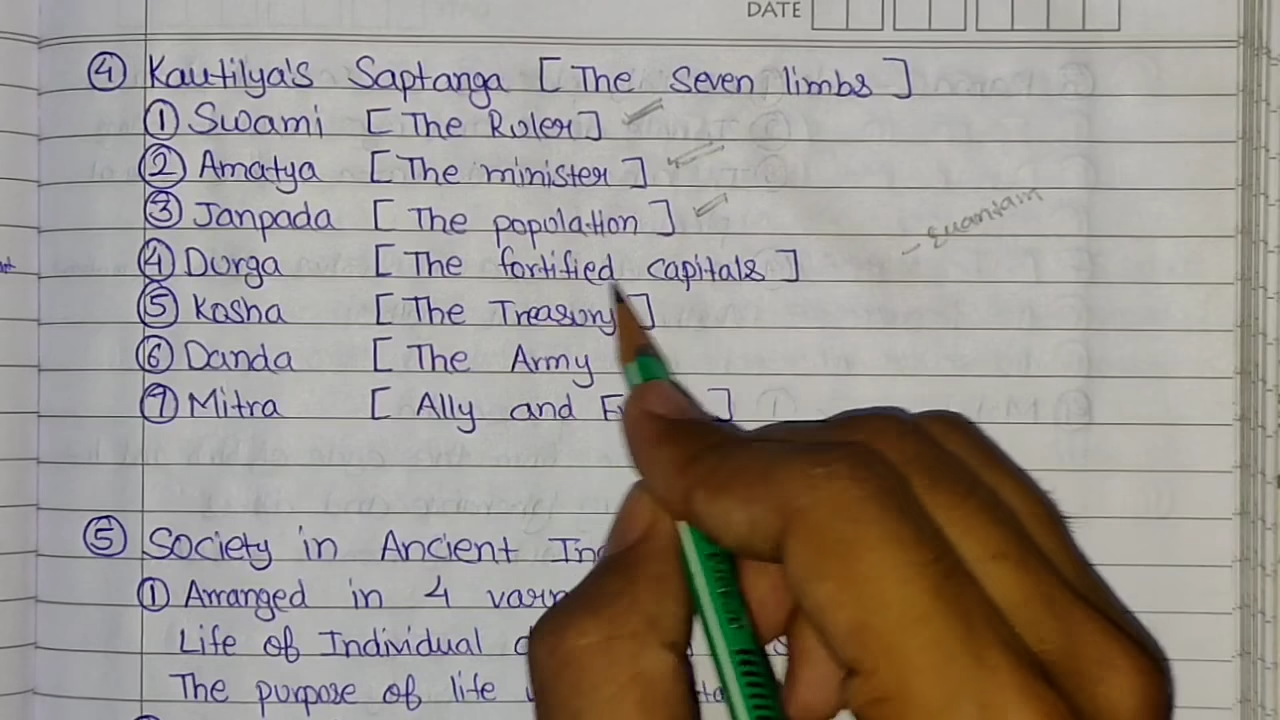 DATE
④ Kautilya's Saptanga [The Seven limbs]
① Swami [The Ruler]
② Amatya [The minister]
③ Janpada [The population]
④ Durga [The fortified capitals]
⑤ Kosha [The Treasury]
⑥ Danda [The Army
⑦ Mitra [Ally and
⑤ Society in Ancient
① Arranged in 4
Life of Individual
The purpose of life